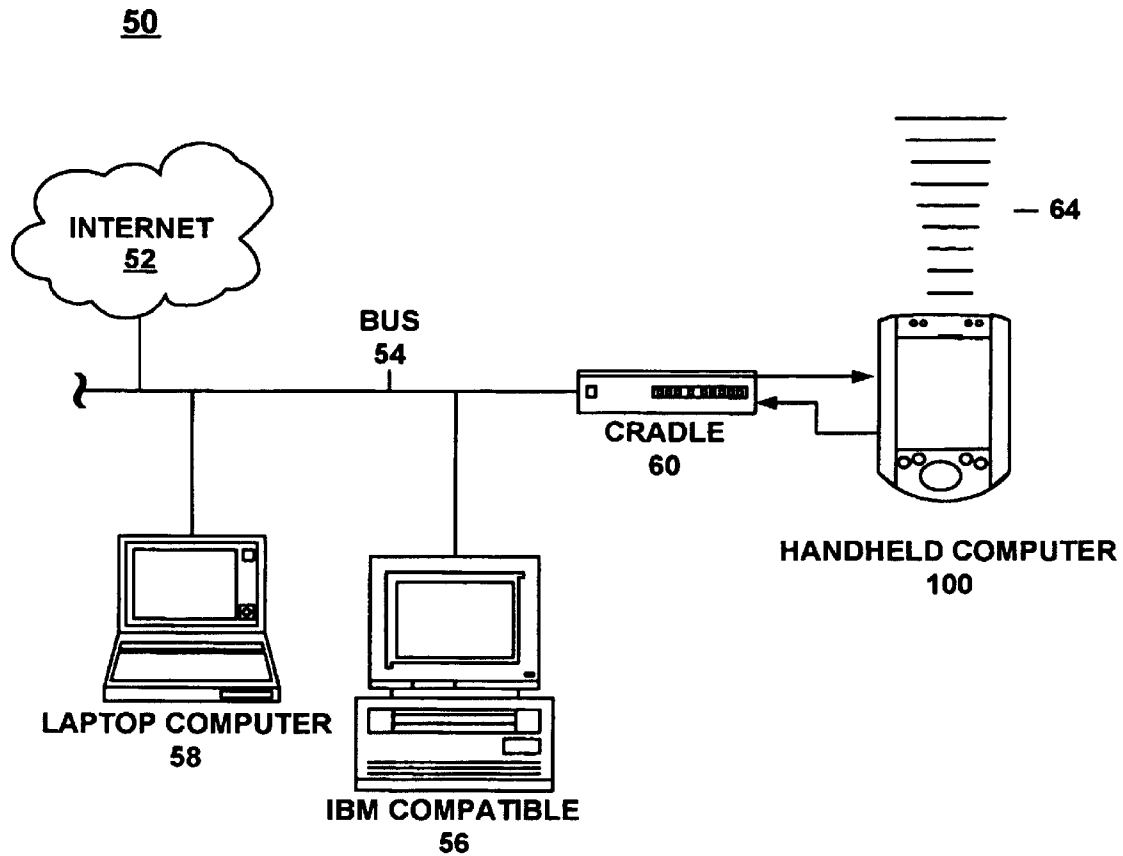 50
INTERNET
52
64
BUS
54
CRADLE
60
HANDHELD COMPUTER
100
LAPTOP COMPUTER
58
IBM COMPATIBLE
56